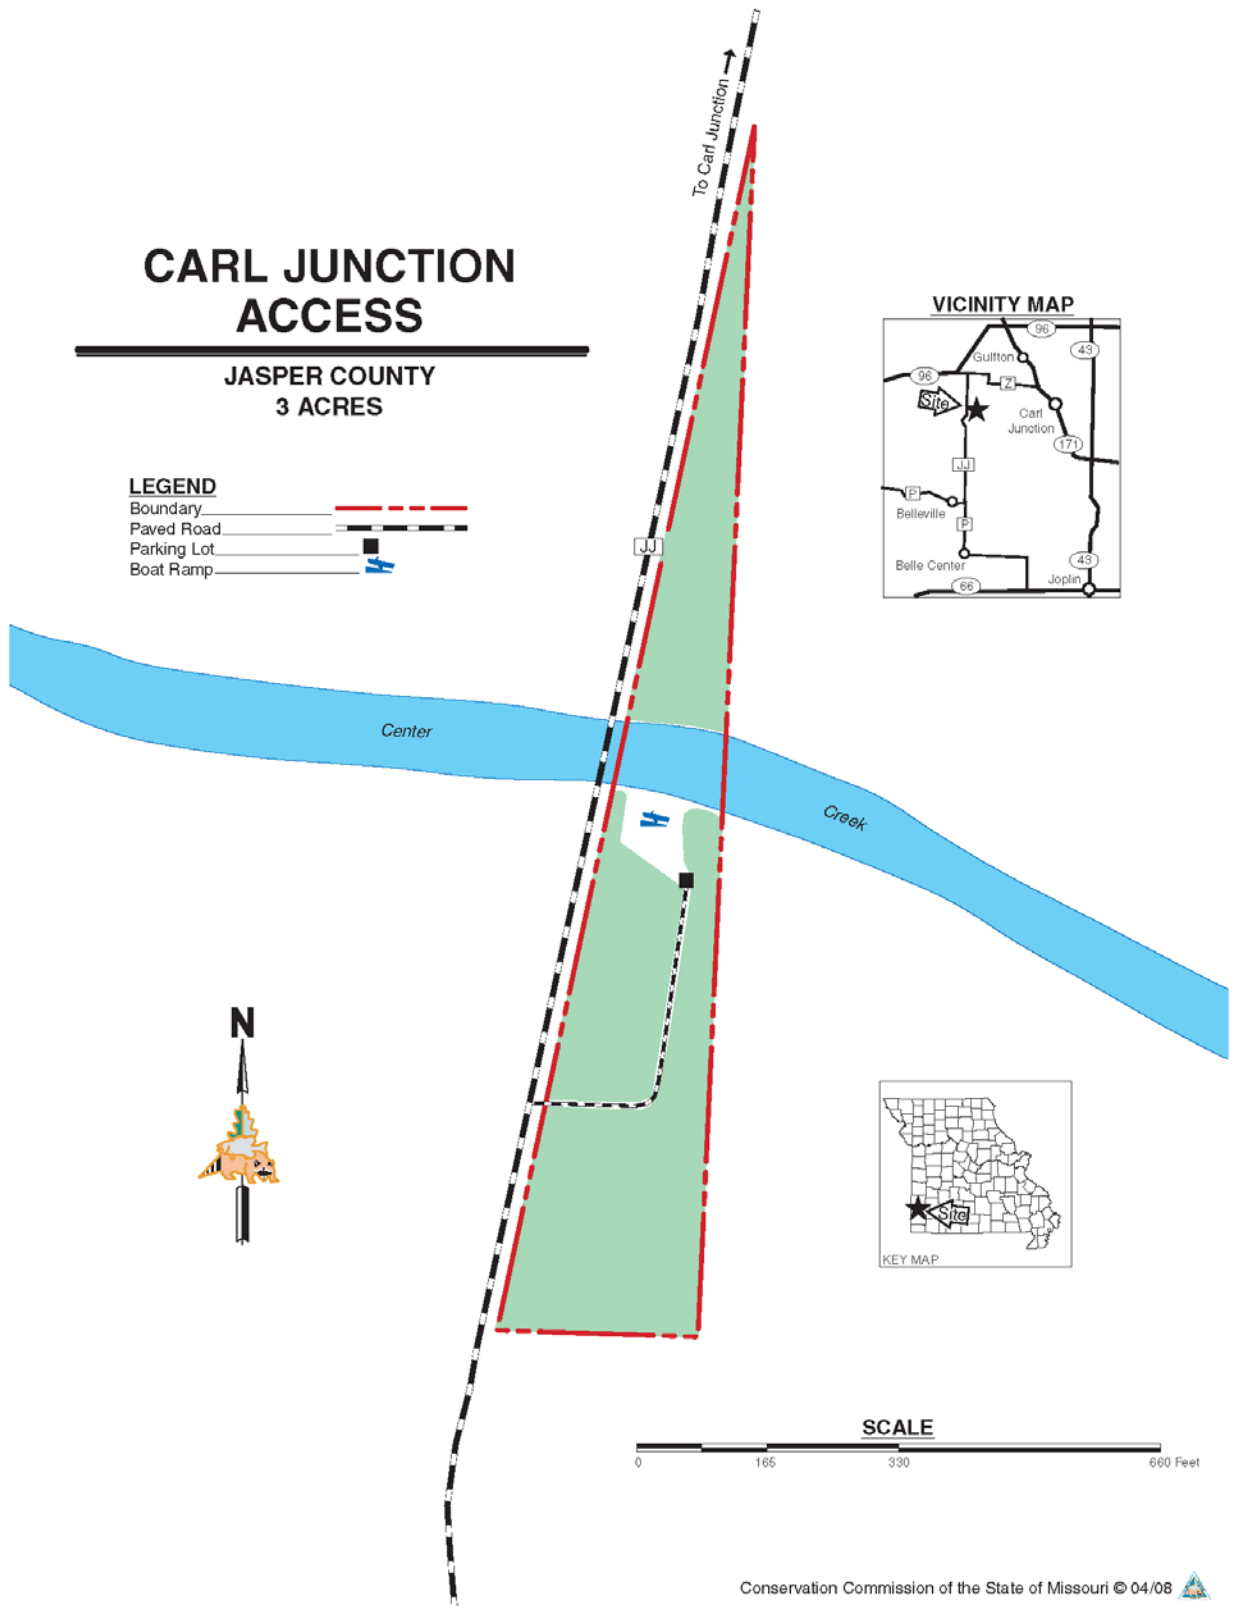 To Carl Junction
CARL JUNCTION
ACCESS
JASPER COUNTY
3 ACRES
LEGEND
Boundary
Paved Road
Parking Lot
Boat Ramp
JJ
VICINITY MAP
96
43
Gulfton
96
Z
Site
Carl
Junction
171
JJ
P
Belleville
P
Belle Center
43
Joplin
66
Center
Creek
N
Site
KEY MAP
SCALE
0 165 330 660 Feet
Conservation Commission of the State of Missouri © 04/08